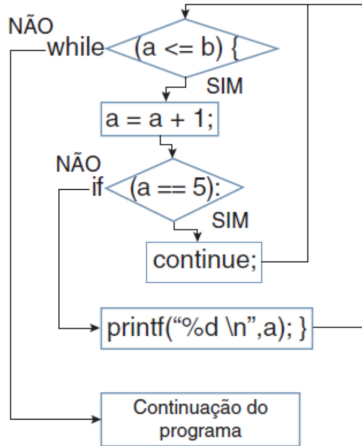 NÃO
while (a <= b) {
SIM
a = a + 1;
NÃO
if (a == 5):
SIM
continue;
printf(“%d \n”,a); }
Continuação do
programa